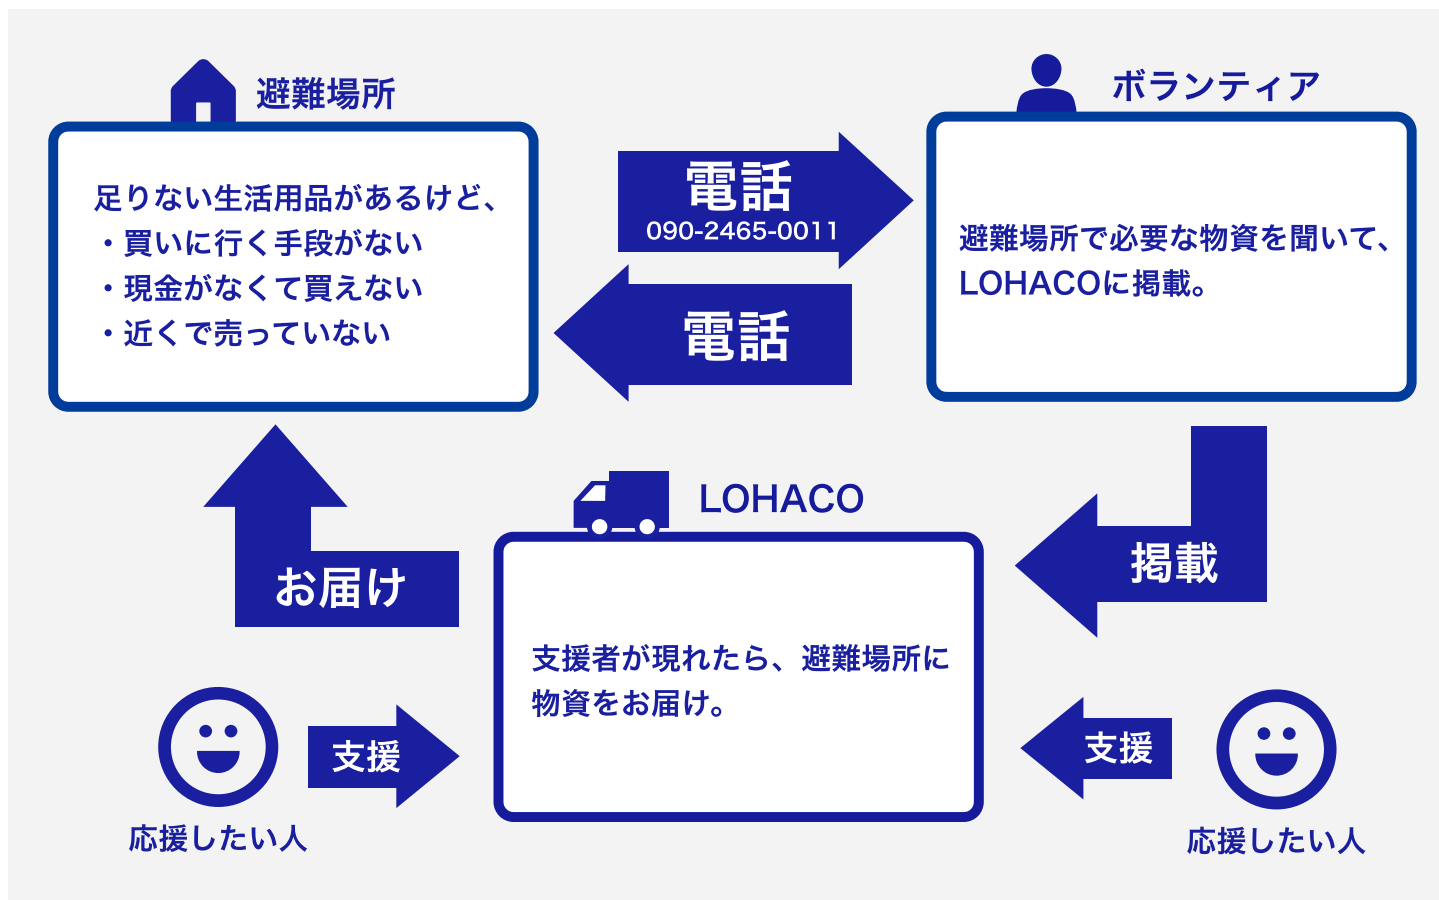 避難場所
足りない生活用品があるけど、
・買いに行く手段がない
・現金がなくて買えない
・近くで売っていない
電話
090-2465-0011
電話
ボランティア
避難場所で必要な物資を聞いて、
LOHACOに掲載。
掲載
LOHACO
支援者が現れたら、避難場所に
物資をお届け。
お届け
支援
応援したい人
支援
応援したい人